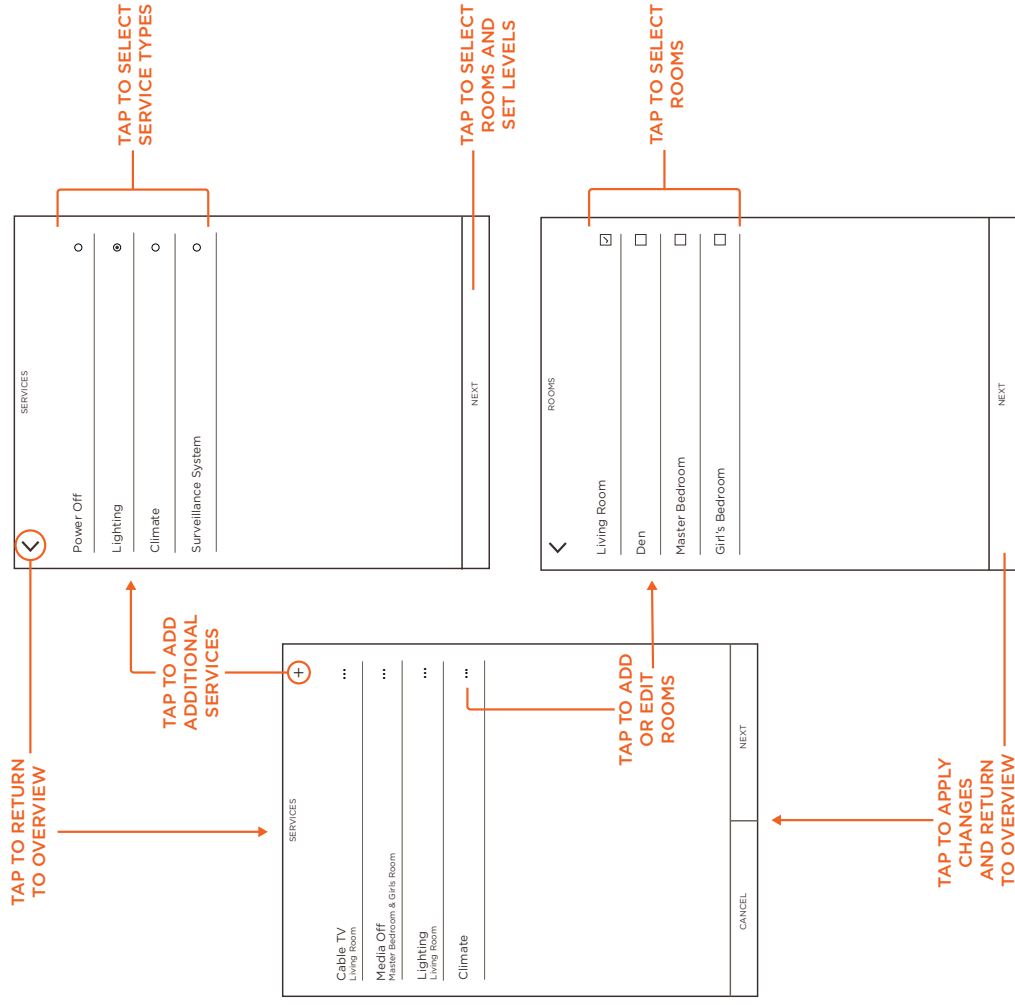 SERVICES
Cable TV
Living Room
Media Off
Master Bedroom & Girls Room
Lighting
Living Room
Climate
CANCEL
NEXT
TAP TO RETURN
TO OVERVIEW
TAP TO ADD
ADDITIONAL
SERVICES
TAP TO ADD
OR EDIT
ROOMS
TAP TO APPLY
CHANGES
AND RETURN
TO OVERVIEW
SERVICES
Power Off
Lighting
Climate
Surveillance System
NEXT
TAP TO SELECT
SERVICE TYPES
TAP TO SELECT
ROOMS AND
SET LEVELS
ROOMS
Living Room
Den
Master Bedroom
Girl's Bedroom
NEXT
TAP TO SELECT
ROOMS